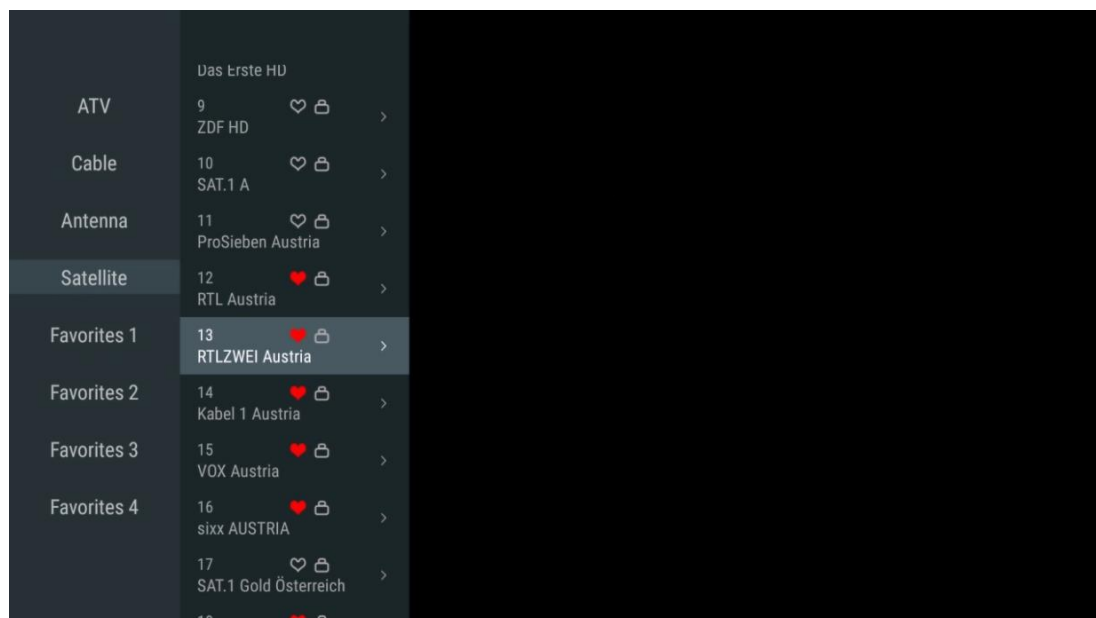 Das Erste HD
ATV
9
ZDF HD
Cable
10
SAT.1 A
Antenna
11
ProSieben Austria
Satellite
12
RTL Austria
Favorites 1
13
RTLZWEI Austria
Favorites 2
14
Kabel 1 Austria
Favorites 3
15
VOX Austria
Favorites 4
16
sixx AUSTRIA
17
SAT.1 Gold Österreich